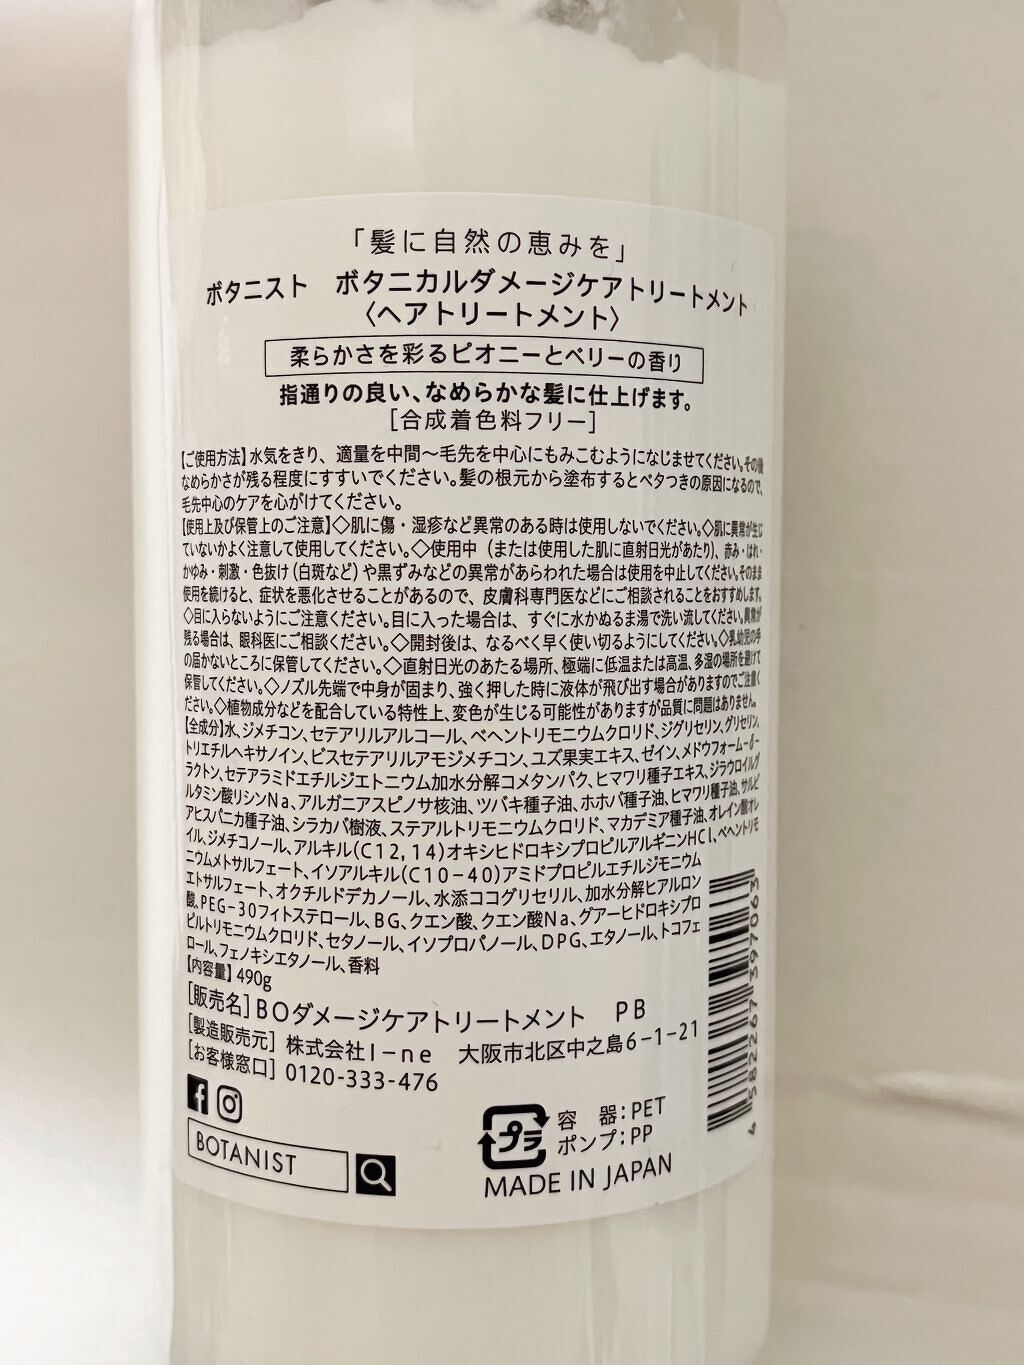 「髪に自然の恵みを」
ボタニスト ボタニカルダメージケアトリートメント
〈ヘアトリートメント〉
柔らかさを彩るピオニーとベリーの香り
指通りの良い、なめらかな髪に仕上げます。
[合成着色料フリー]
【ご使用方法】水気をきり、適量を中間〜毛先を中心にもみこむようになじませてください。その後
なめらかさが残る程度にすすいでください。髪の根元から塗布するとベタつきの原因になるので、
毛先中心のケアを心がけてください。
【使用上及び保管上のご注意】◇肌に傷・湿疹など異常のある時は使用しないでください。◇肌に異常が生じ
ていないかよく注意して使用してください。◇使用中（または使用した肌に直射日光があたり）、赤み・はれ・
かゆみ・刺激・色抜け（白斑など）や黒ずみなどの異常があらわれた場合は使用を中止してください。そのまま
使用を続けると、症状を悪化させることがあるので、皮膚科専門医などにご相談されることをおすすめします。
◇目に入らないようにご注意ください。目に入った場合は、すぐに水かぬるま湯で洗い流してください。異常が
残る場合は、眼科医にご相談ください。◇開封後は、なるべく早く使い切るようにしてください。◇乳幼児の手
の届かないところに保管してください。◇直射日光のあたる場所、極端に低温または高温、多湿の場所を避けて
保管してください。◇ノズル先端で中身が固まり、強く押した時に液体が飛び出す場合がありますのでご注意く
ださい。◇植物成分などを配合している特性上、変色が生じる可能性がありますが品質に問題はありません。
【全成分】水、ジメチコン、セテアリルアルコール、ベヘントリモニウムクロリド、ジグリセリン、グリセリン、
トリエチルヘキサノイン、ビスセテアリルアモジメチコン、ユズ果実エキス、ゼイン、メドウフォーム-δ-
ラクトン、セテアラミドエチルジエトニウム加水分解コメタンパク、ヒマワリ種子エキス、ジラウロイルグ
ルタミン酸リシンNa、アルガニアスピノサ核油、ツバキ種子油、ホホバ種子油、ヒマワリ種子油、サルビ
アヒスパニカ種子油、シラカバ樹液、ステアルトリモニウムクロリド、マカデミア種子油、オレイン酸オレ
イル、ジメチコノール、アルキル(C12,14)オキシヒドロキシプロピルアルギニンHCl、ベヘントリモ
ニウムメトサルフェート、イソアルキル(C10-40)アミドプロピルエチルジモニウム
エトサルフェート、オクチルドデカノール、水添ココグリセリル、加水分解ヒアルロン
酸、PEG-30フィトステロール、BG、クエン酸、クエン酸Na、グアーヒドロキシプロ
ピルトリモニウムクロリド、セタノール、イソプロパノール、DPG、エタノール、トコフェ
ロール、フェノキシエタノール、香料
【内容量】490g
[販売名]BOダメージケアトリートメント PB
[製造販売元] 株式会社I-ne 大阪市北区中之島6-1-21
[お客様窓口] 0120-333-476
BOTANIST
プラ
容 器:PET
ポンプ:PP
MADE IN JAPAN
4 582267 397063